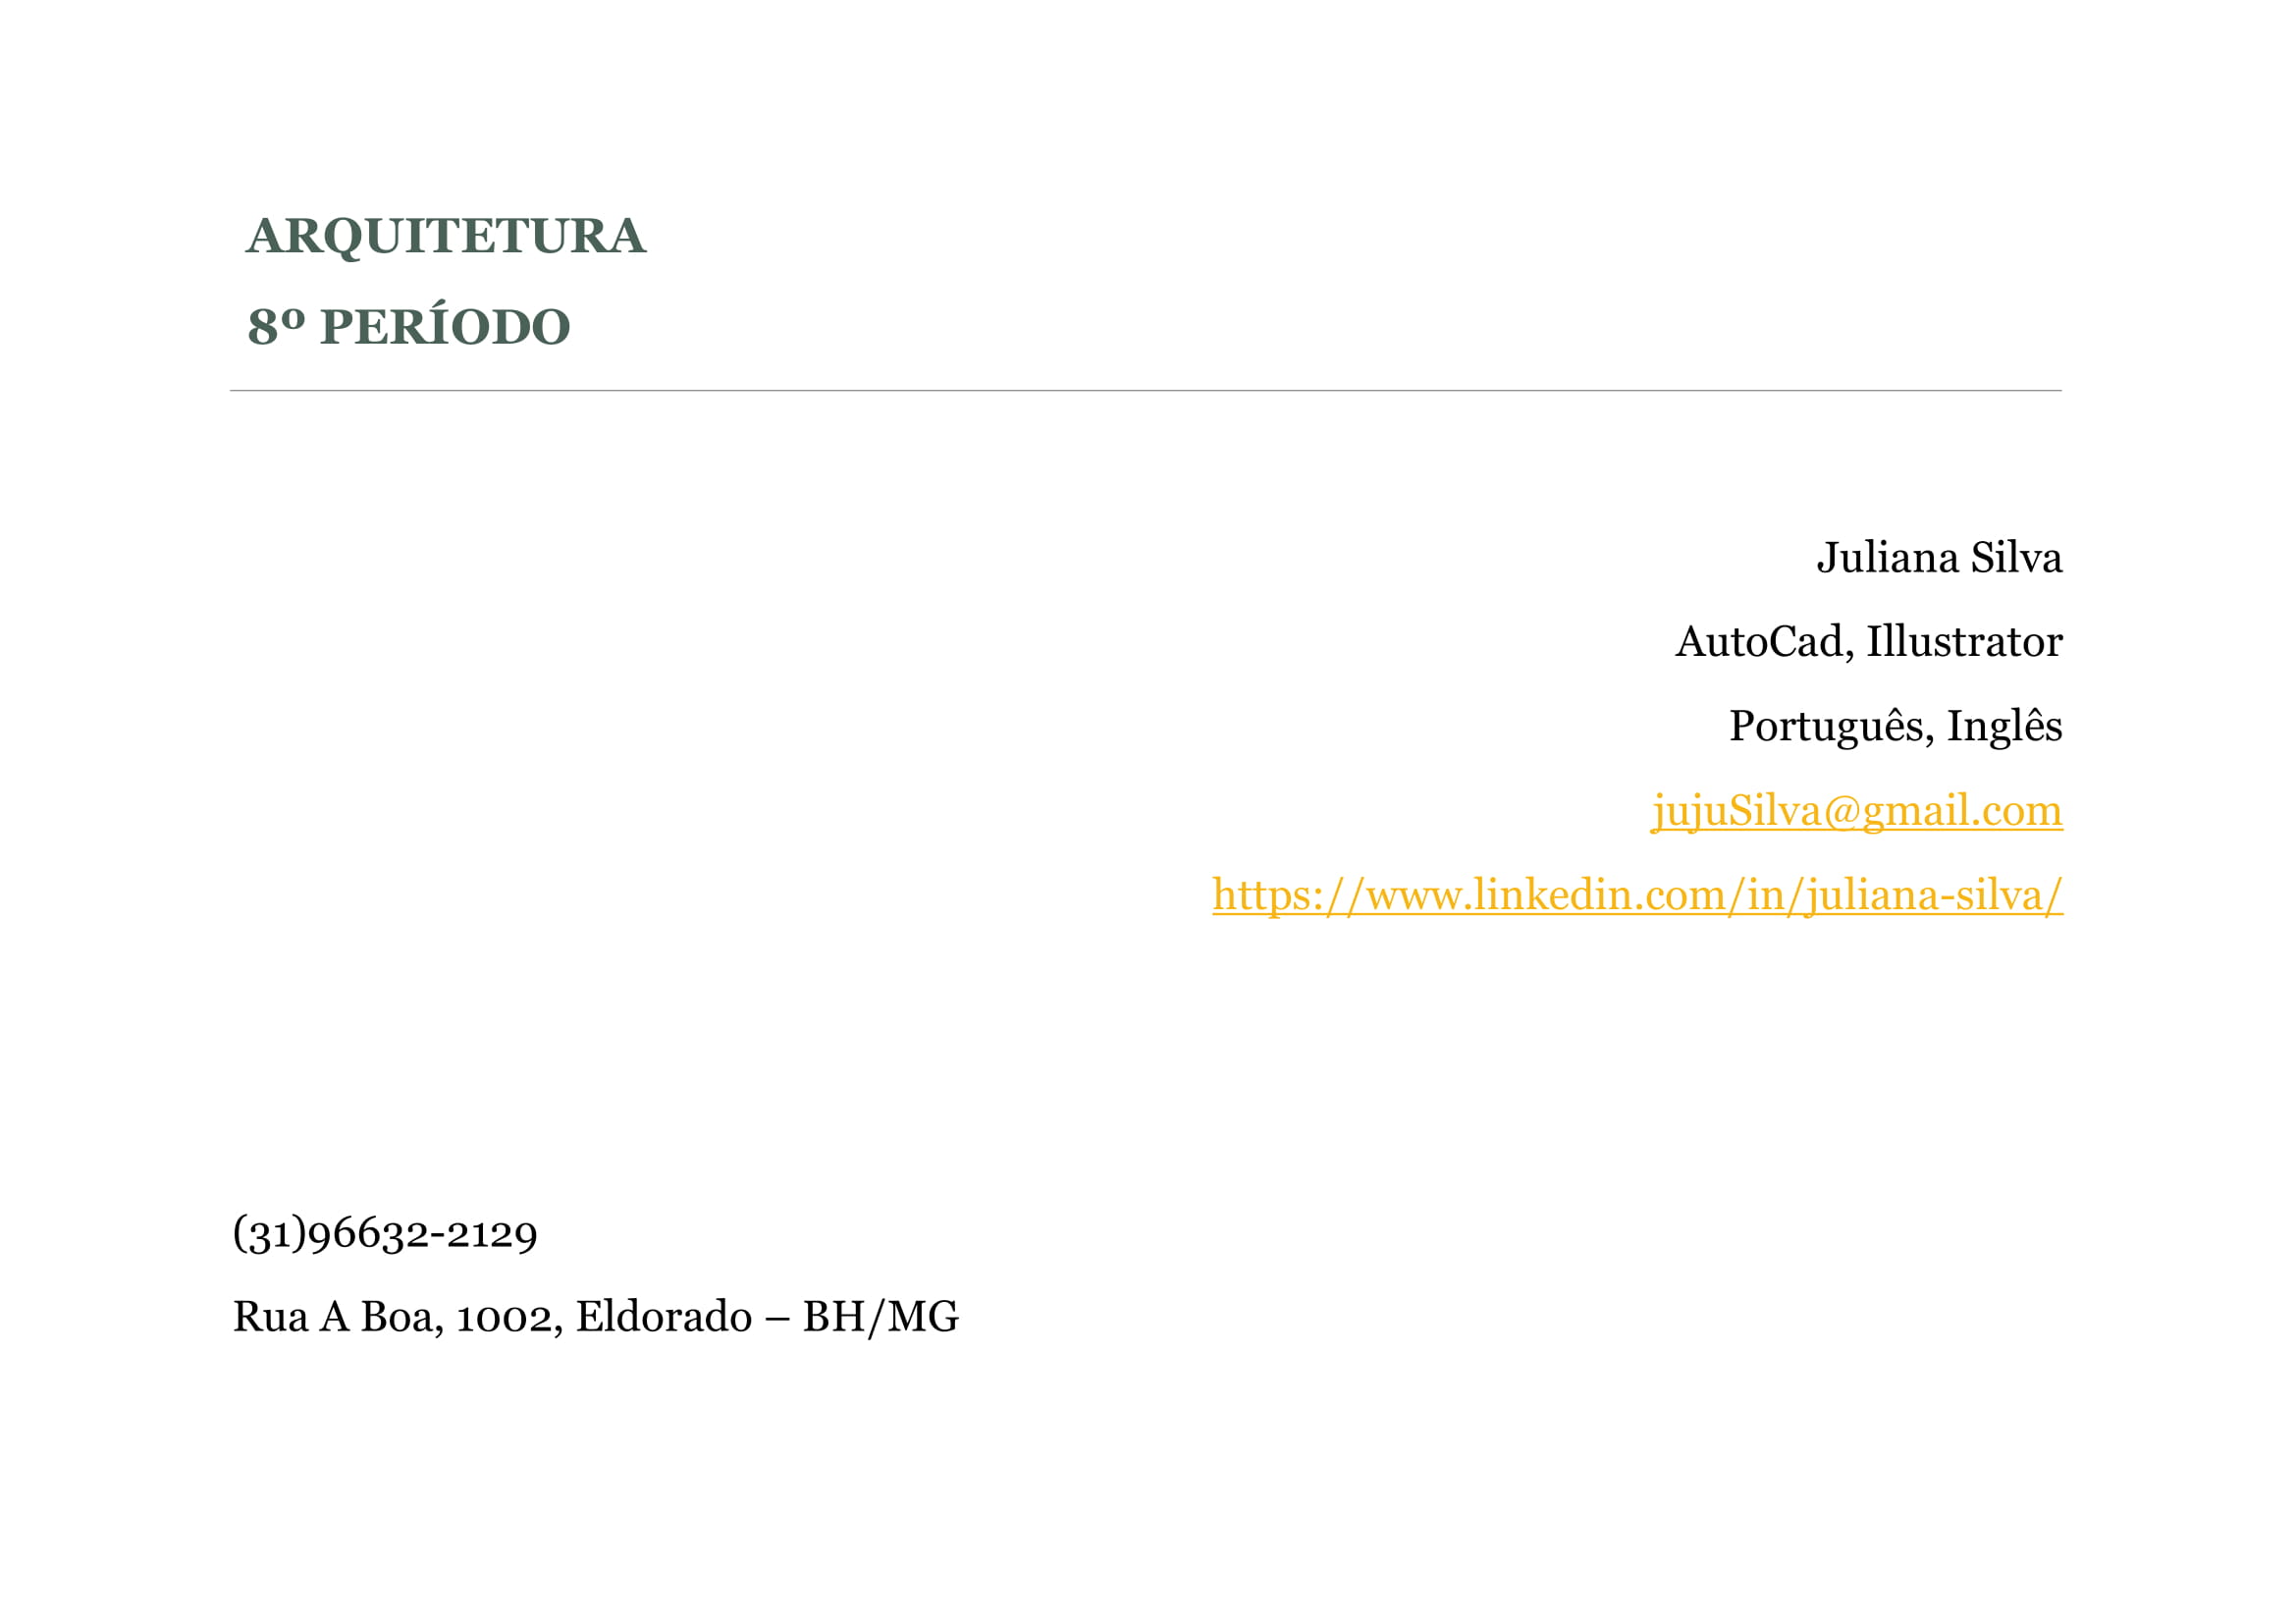 ARQUITETURA
8º PERÍODO
Juliana Silva
AutoCad, Illustrator
Português, Inglês
jujuSilva@gmail.com
https://www.linkedin.com/in/juliana-silva/
(31)96632-2129
Rua A Boa, 1002, Eldorado – BH/MG